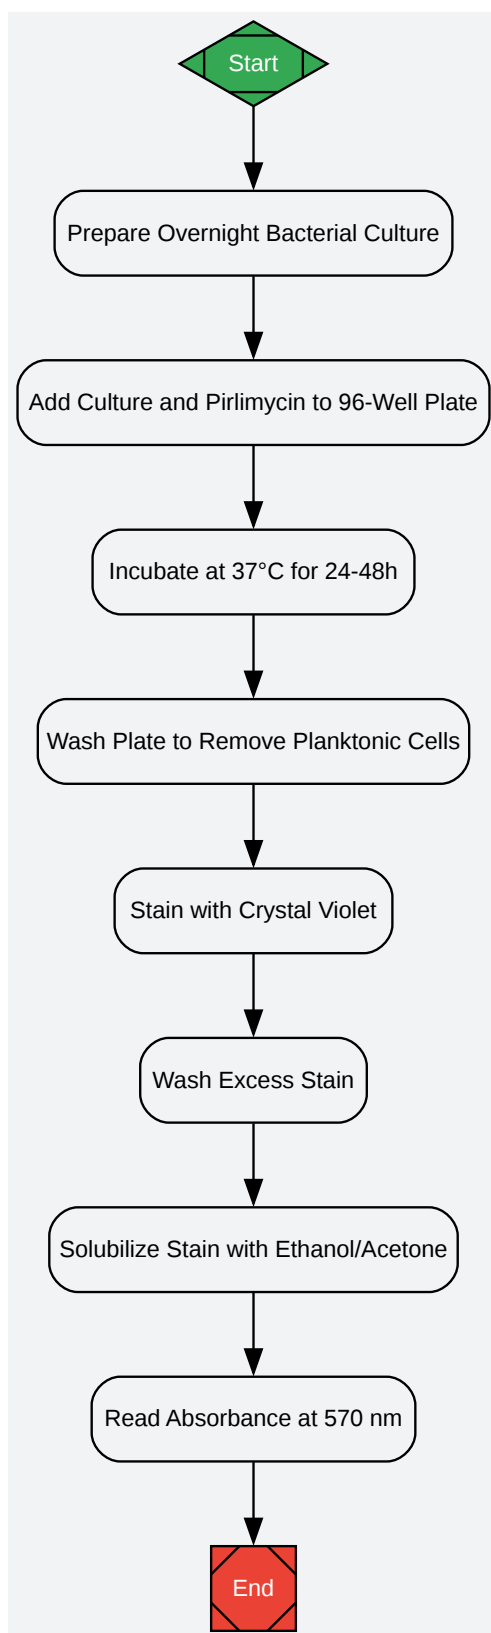 Start
Prepare Overnight Bacterial Culture
Add Culture and Pirlimycin to 96-Well Plate
Incubate at 37°C for 24-48h
Wash Plate to Remove Planktonic Cells
Stain with Crystal Violet
Wash Excess Stain
Solubilize Stain with Ethanol/Acetone
Read Absorbance at 570 nm
End